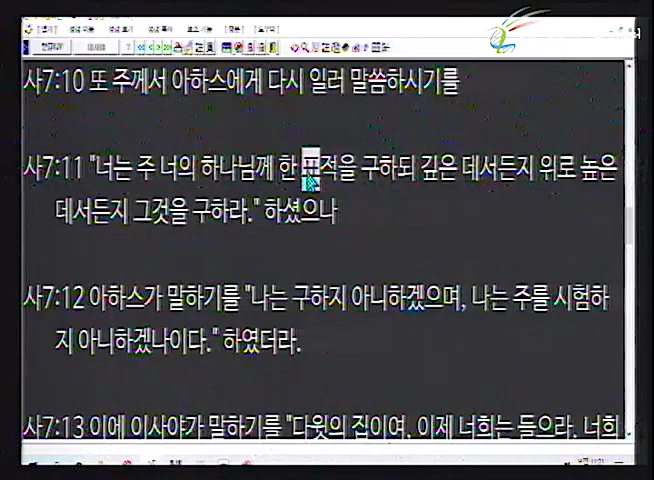 사7:10 또 주께서 아하스에게 다시 일러 말씀하시기를
사7:11 "너는 주 너의 하나님께 한 표적을 구하되 깊은 데서든지 위로 높은
데서든지 그것을 구하라." 하셨으나
사7:12 아하스가 말하기를 "나는 구하지 아니하겠으며, 나는 주를 시험하
지 아니하겠나이다." 하였더라.
사7:13 이에 이사야가 말하기를 "다윗의 집이여, 이제 너희는 들으라. 너희